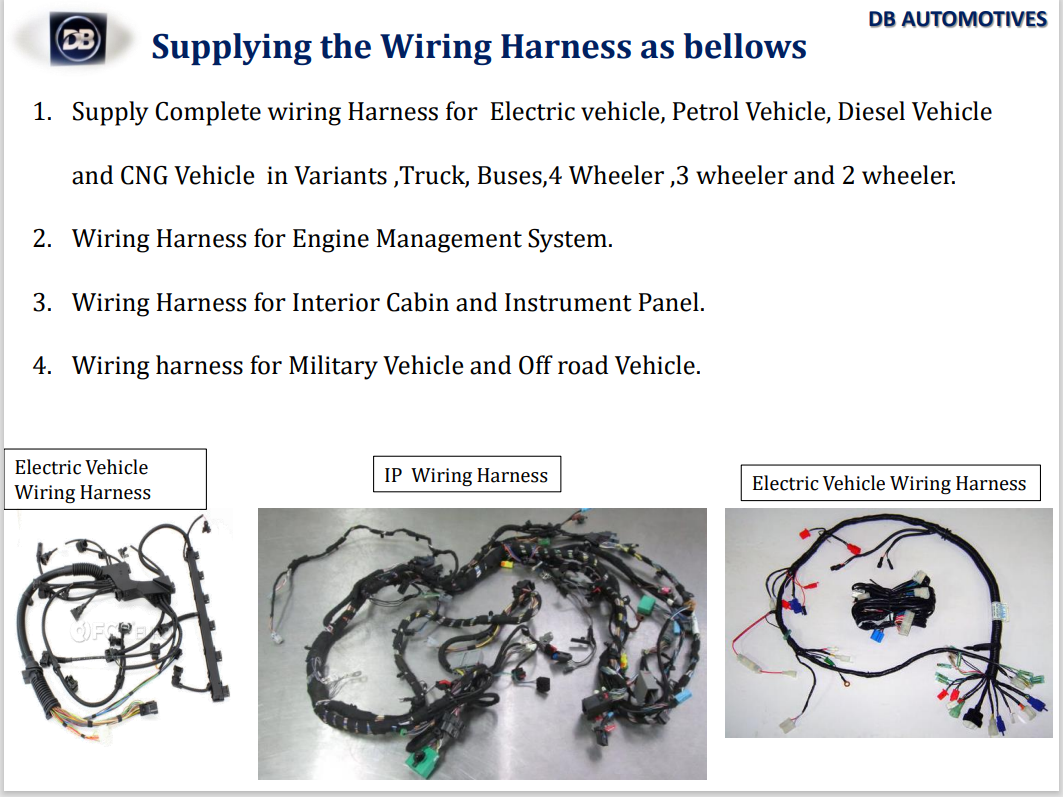 DB
DB AUTOMOTIVES
Supplying the Wiring Harness as bellows
1. Supply Complete wiring Harness for Electric vehicle, Petrol Vehicle, Diesel Vehicle
and CNG Vehicle in Variants ,Truck, Buses,4 Wheeler ,3 wheeler and 2 wheeler.
2. Wiring Harness for Engine Management System.
3. Wiring Harness for Interior Cabin and Instrument Panel.
4. Wiring harness for Military Vehicle and Off road Vehicle.
Electric Vehicle
Wiring Harness
IP Wiring Harness
Electric Vehicle Wiring Harness